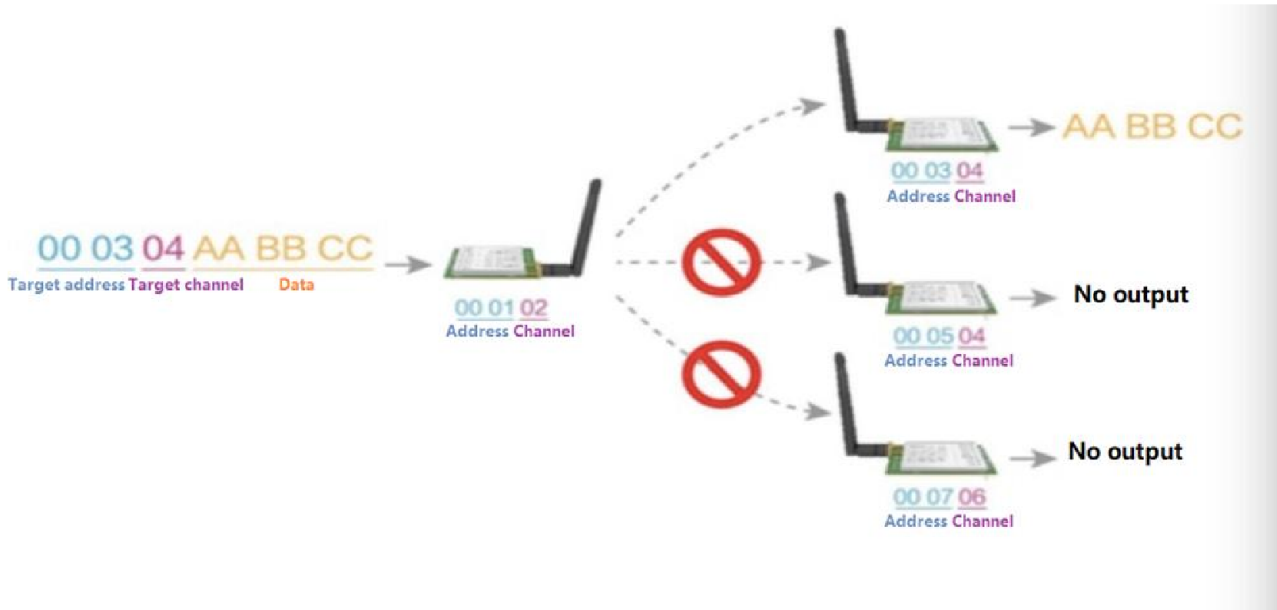 00 03 04 AA BB CC
Target address Target channel Data
00 01 02
Address Channel
AA BB CC
00 03 04
Address Channel
No output
00 05 04
Address Channel
No output
00 07 06
Address Channel